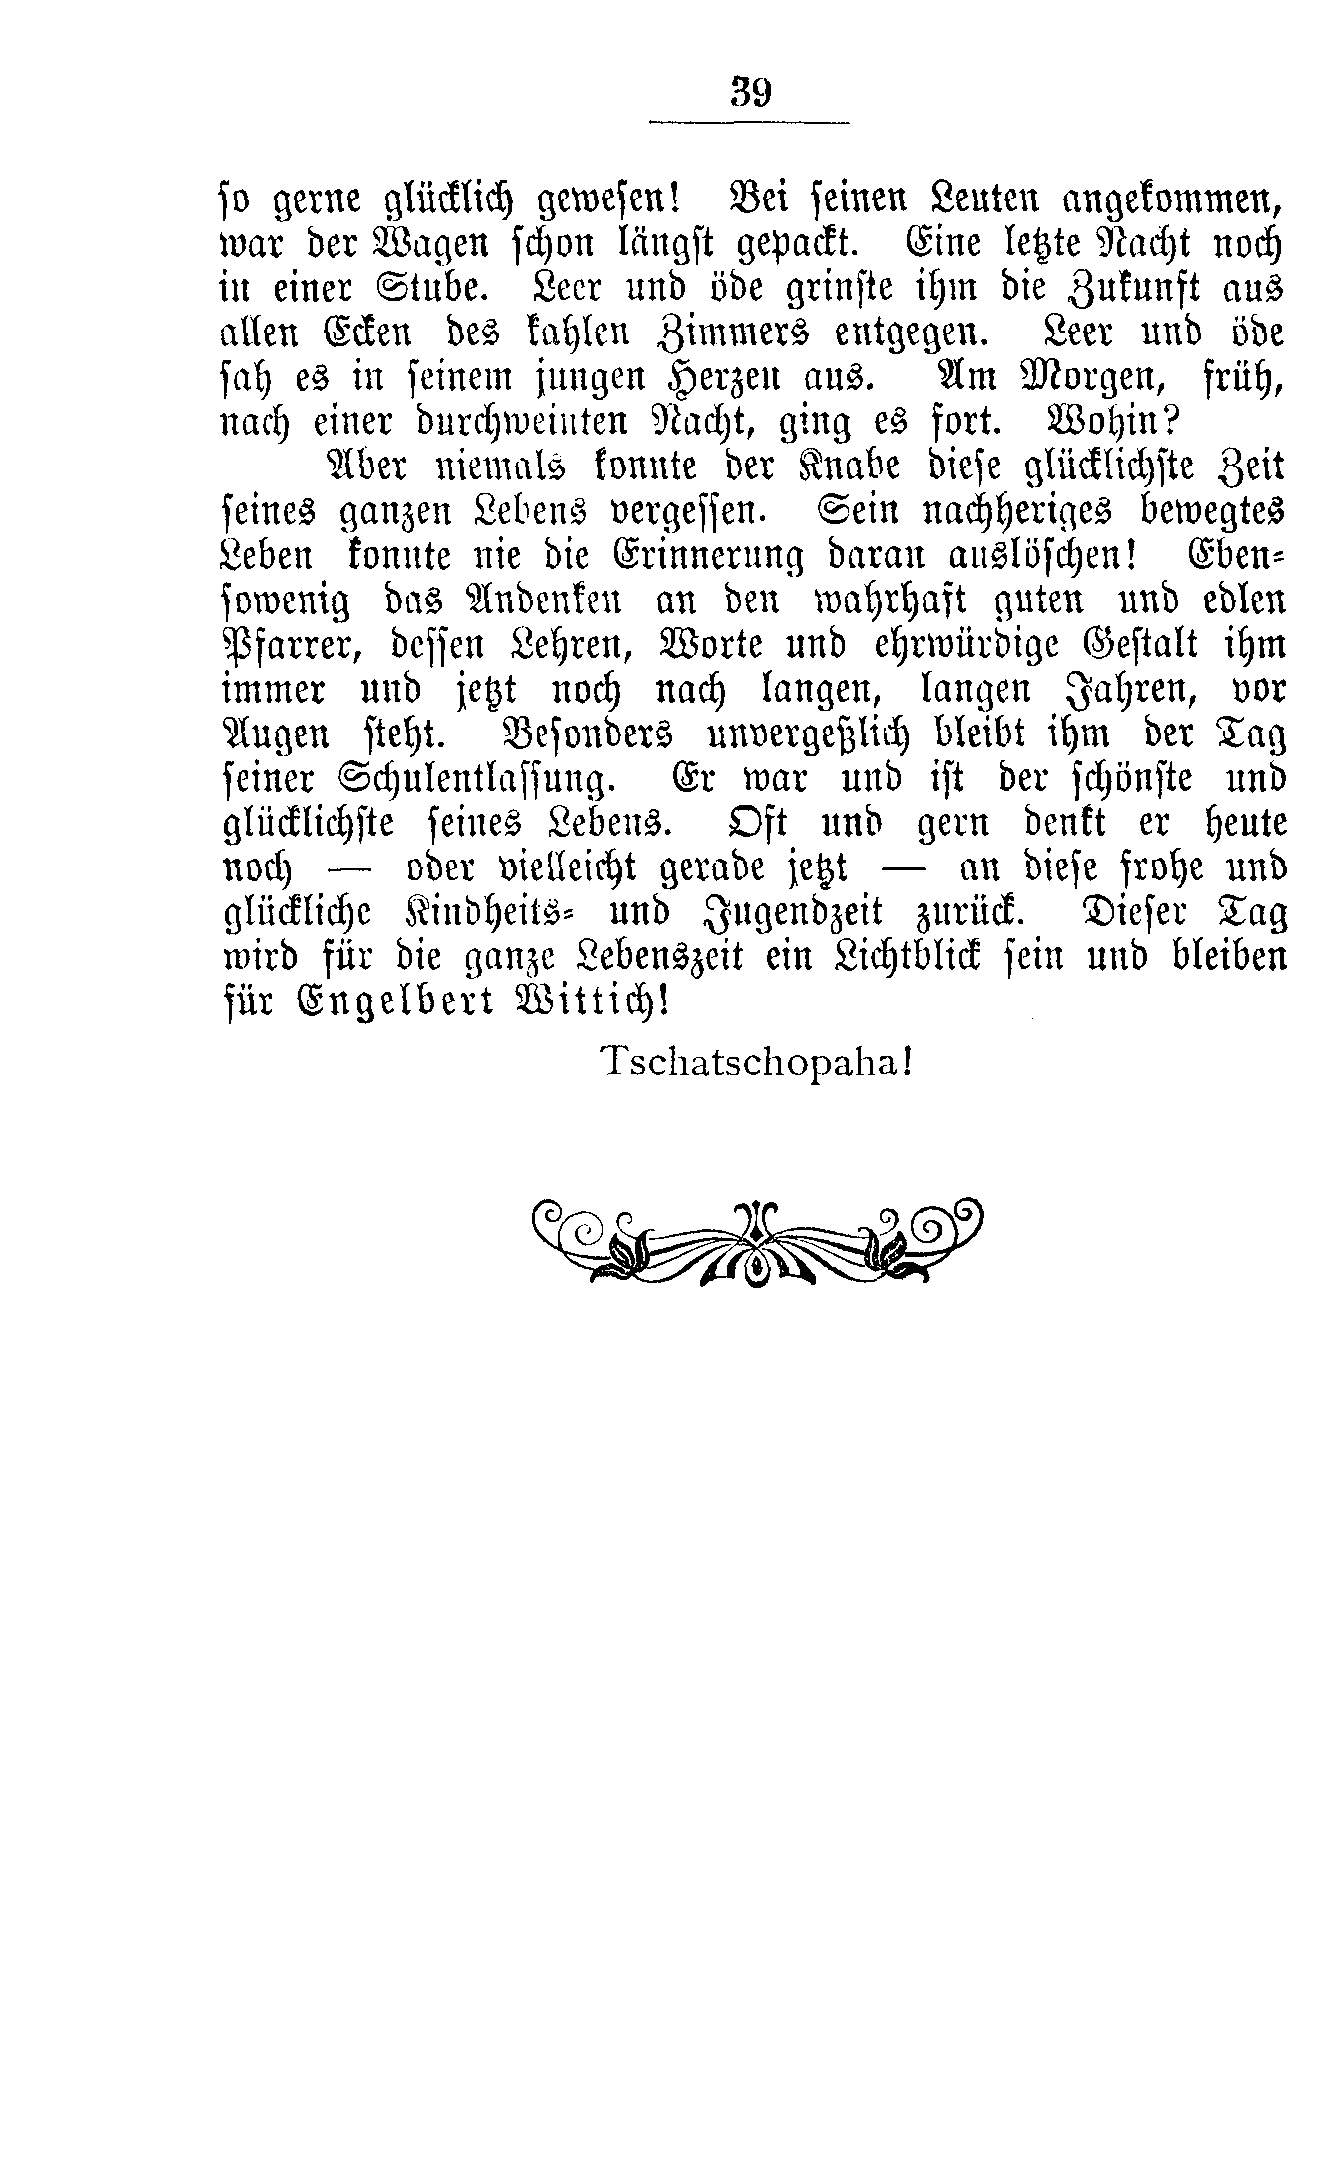 39
so gerne glücklich gewesen! Bei seinen Leuten angekommen,
war der Wagen schon längst gepackt. Eine letzte Nacht noch
in einer Stube. Leer und öde grinste ihm die Zukunft aus
allen Ecken des kahlen Zimmers entgegen. Leer und öde
sah es in seinem jungen Herzen aus. Am Morgen, früh,
nach einer durchweinten Nacht, ging es fort. Wohin?
Aber niemals konnte der Knabe diese glücklichste Zeit
seines ganzen Lebens vergessen. Sein nachheriges bewegtes
Leben konnte nie die Erinnerung daran auslöschen! Eben-
sowenig das Andenken an den wahrhaft guten und edlen
Pfarrer, dessen Lehren, Worte und ehrwürdige Gestalt ihm
immer und jetzt noch nach langen, langen Jahren, vor
Augen steht. Besonders unvergeßlich bleibt ihm der Tag
seiner Schulentlassung. Er war und ist der schönste und
glücklichste seines Lebens. Oft und gern denkt er heute
noch — oder vielleicht gerade jetzt — an diese frohe und
glückliche Kindheits- und Jugendzeit zurück. Dieser Tag
wird für die ganze Lebenszeit ein Lichtblick sein und bleiben
für Engelbert Wittich!
Tschatschopaha!